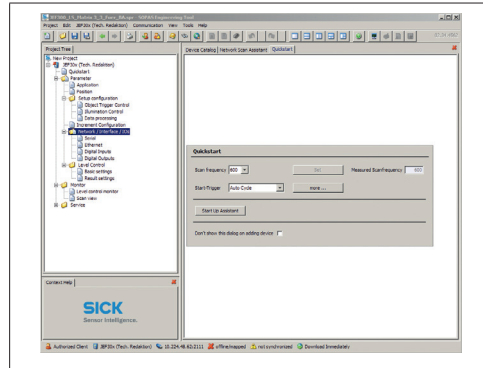 Project Edit JEF30x (Tech. Redaktion) Communication View Tools Help
Project Tree
Device Catalog | Network Scan Assistant Quickstart
New Project
JEF30x (Tech. Redaktion)
Quickstart
Parameter
Application
Position
Setup configuration
Object Trigger Control
Illumination Control
Data processing
Increment Configuration
Network / Interface / IOs
Serial
Ethernet
Digital Inputs
Digital Outputs
Level Control
Basic settings
Result settings
Monitor
Level control monitor
Scan view
Service
Quickstart
Scan frequency 600 Set Measured Scanfrequency 600
Start-Trigger Auto Code more ...
Start Up Assistant
Don't show this dialog on adding device
Context Help
SICK
Sensor Intelligence.
Authorized Client JEF30x (Tech. Redaktion) offline/mapped not synchronized Download Immediately